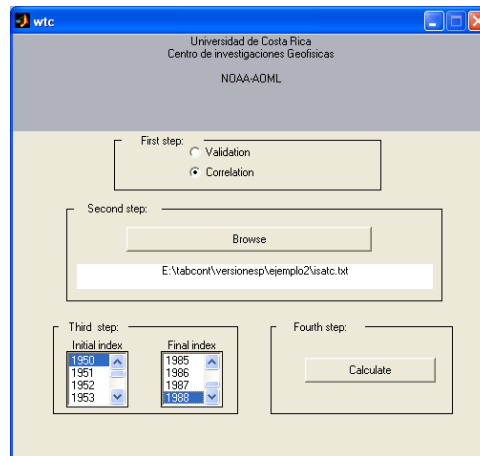 wtc
Universidad de Costa Rica
Centro de investigaciones Geofisicas
NOAA-AOML
First step:
Validation
Correlation
Second step:
Browse
E:\tabcont\versionesp\ejemplo2\isatc.txt
Third step:
Initial index
1950
1951
1952
1953
Final index
1985
1986
1987
1988
Fourth step:
Calculate